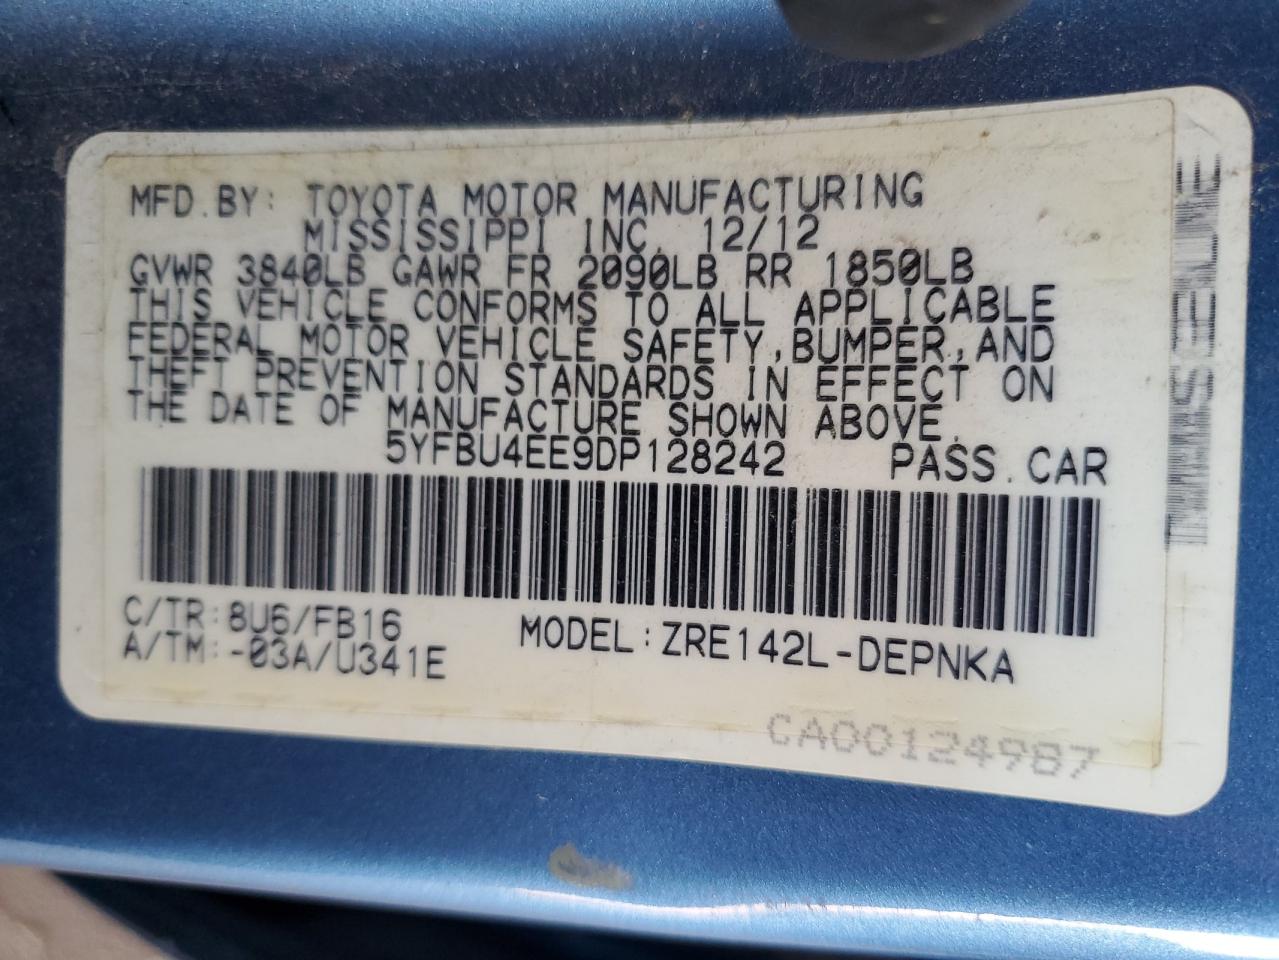 MFD.BY: TOYOTA MOTOR MANUFACTURING
MISSISSIPPI INC. 12/12
GVWR 3840LB GAWR FR 2090LB RR 1850LB
THIS VEHICLE CONFORMS TO ALL APPLICABLE
FEDERAL MOTOR VEHICLE SAFETY,BUMPER,AND
THEFT PREVENTION STANDARDS IN EFFECT ON
THE DATE OF MANUFACTURE SHOWN ABOVE.
5YFBU4EE9DP128242 PASS.CAR
C/TR:8U6/FB16
A/TM:-03A/U341E
MODEL:ZRE142L-DEPNKA
CA00124987